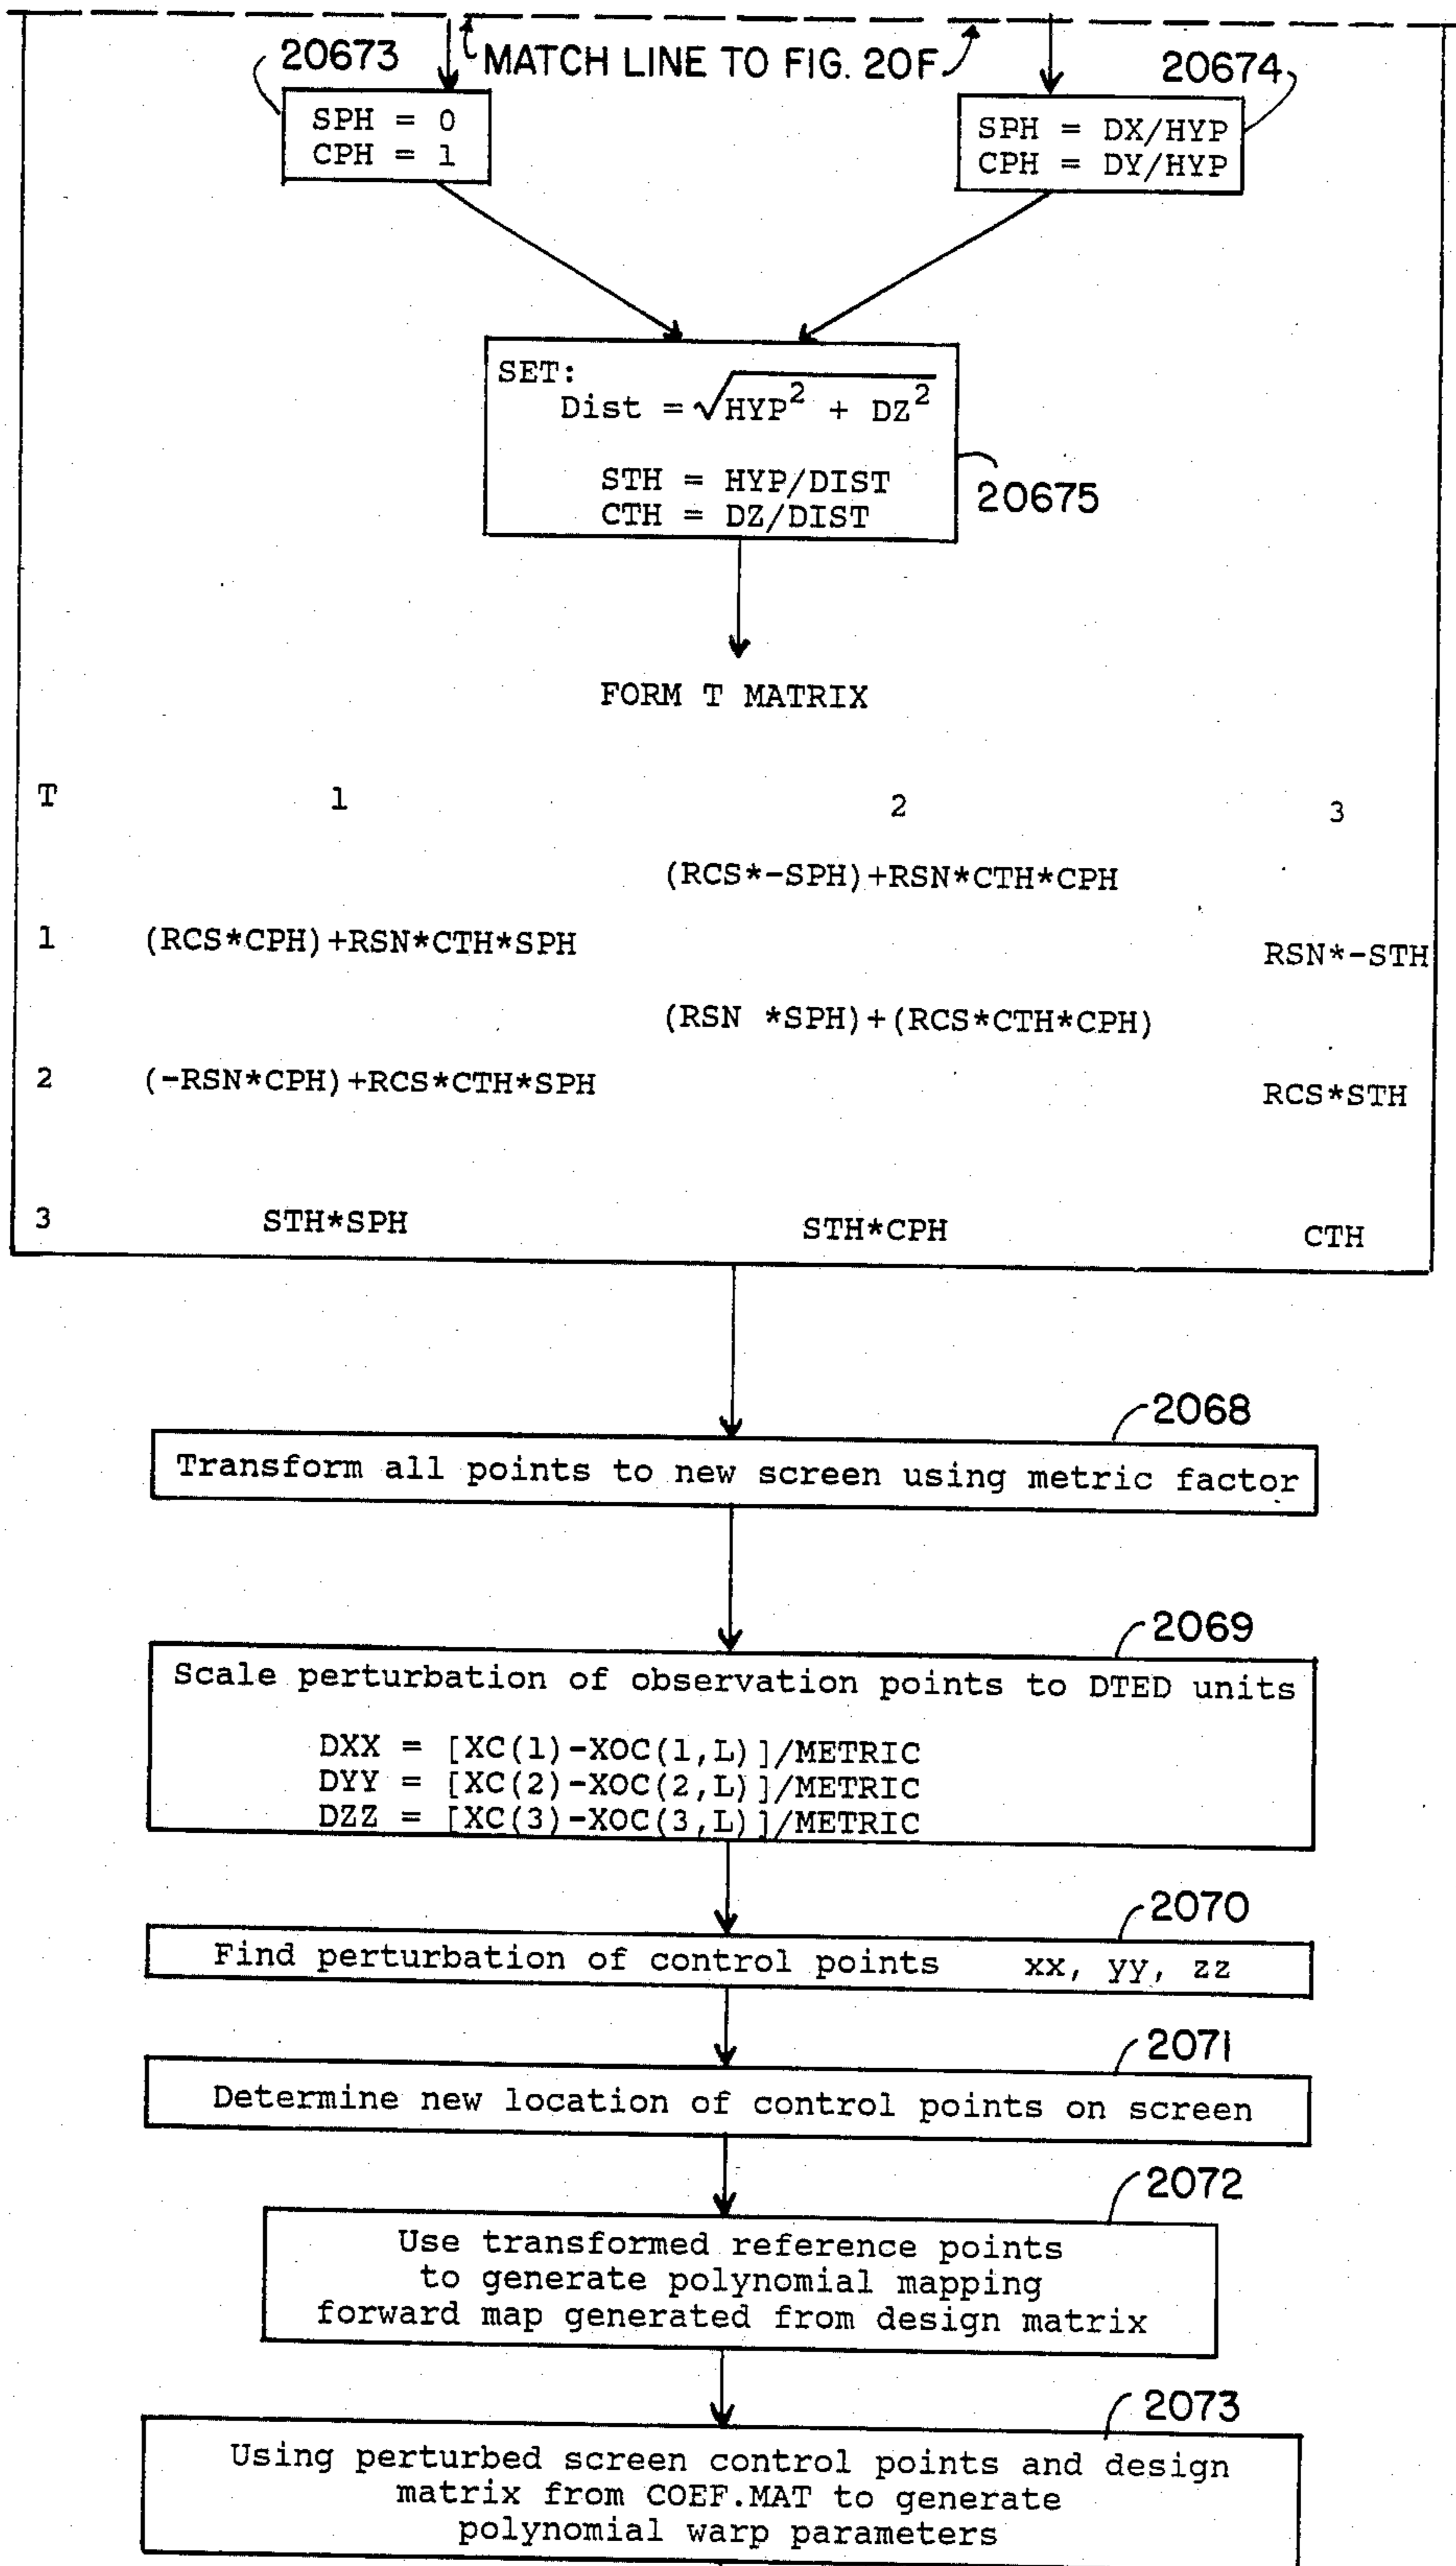 20673
MATCH LINE TO FIG. 20F
20674
SPH = 0
CPH = 1
SPH = DX/HYP
CPH = DY/HYP
SET:
Dist = √HYP² + DZ²
STH = HYP/DIST
CTH = DZ/DIST
20675
FORM T MATRIX
T 1 2 3
(RCS*-SPH)+RSN*CTH*CPH
1 (RCS*CPH)+RSN*CTH*SPH RSN*-STH
(RSN *SPH)+(RCS*CTH*CPH)
2 (-RSN*CPH)+RCS*CTH*SPH RCS*STH
3 STH*SPH STH*CPH CTH
2068
Transform all points to new screen using metric factor
2069
Scale perturbation of observation points to DTED units
DXX = [XC(1)-XOC(1,L)]/METRIC
DYY = [XC(2)-XOC(2,L)]/METRIC
DZZ = [XC(3)-XOC(3,L)]/METRIC
2070
Find perturbation of control points xx, yy, zz
2071
Determine new location of control points on screen
2072
Use transformed reference points
to generate polynomial mapping
forward map generated from design matrix
2073
Using perturbed screen control points and design
matrix from COEF.MAT to generate
polynomial warp parameters